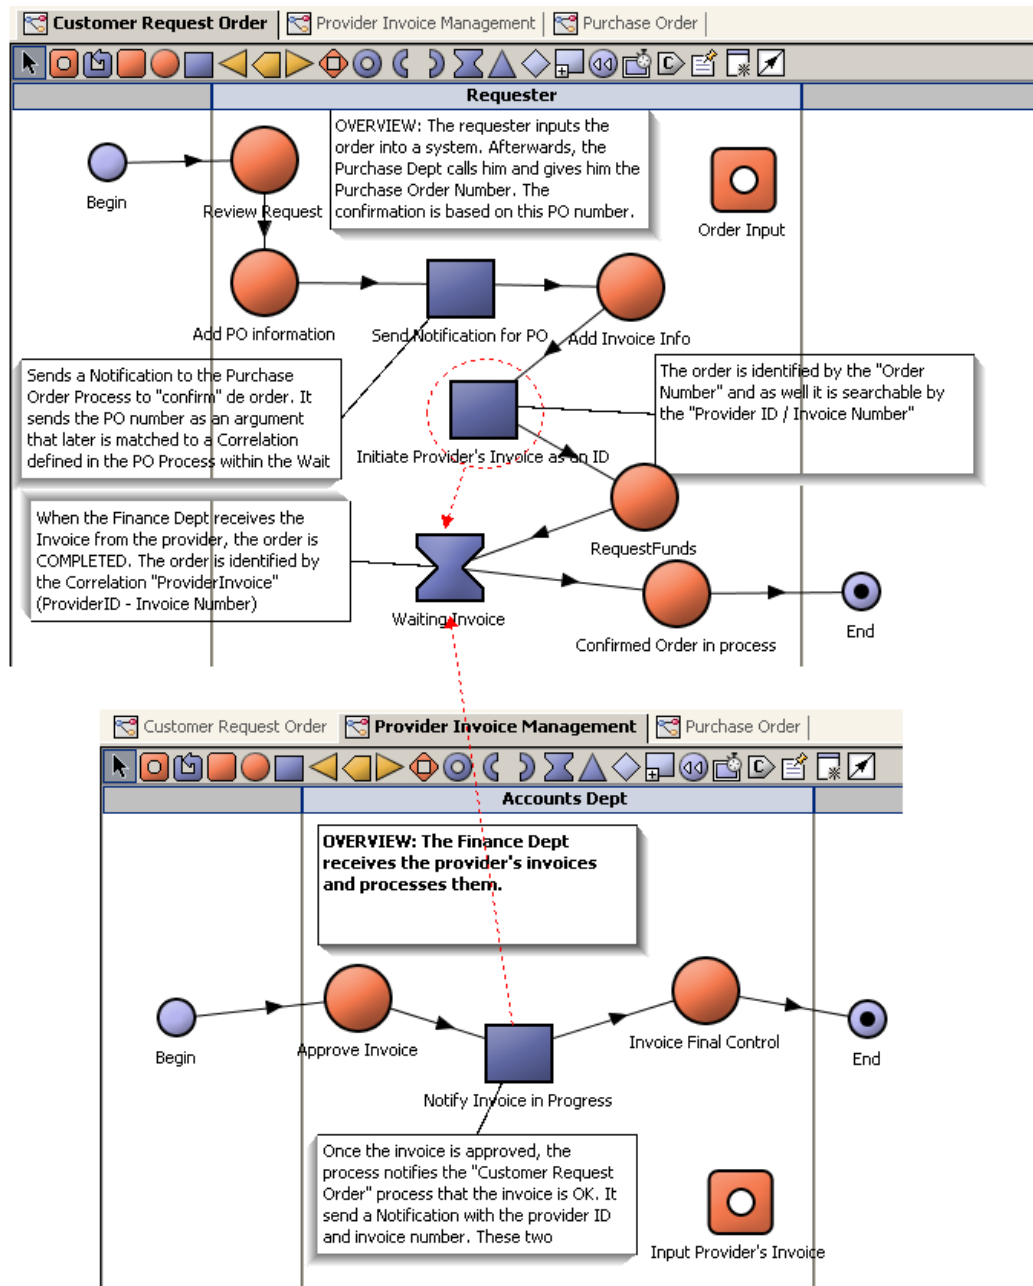 Customer Request Order
Provider Invoice Management
Purchase Order
C
Requester
OVERVIEW: The requester inputs the
order into a system. Afterwards, the
Purchase Dept calls him and gives him the
Purchase Order Number. The
confirmation is based on this PO number.
Begin
Review Request
Order Input
Add PO information
Send Notification for PO
Add Invoice Info
Sends a Notification to the Purchase
Order Process to "confirm" de order. It
sends the PO number as an argument
that later is matched to a Correlation
defined in the PO Process within the Wait
The order is identified by the "Order
Number" and as well it is searchable by
the "Provider ID / Invoice Number"
Initiate Provider's Invoice as an ID
When the Finance Dept receives the
Invoice from the provider, the order is
COMPLETED. The order is identified by
the Correlation "ProviderInvoice"
(ProviderID - Invoice Number)
RequestFunds
Waiting Invoice
Confirmed Order in process
End
Customer Request Order
Provider Invoice Management
Purchase Order
C
Accounts Dept
OVERVIEW: The Finance Dept
receives the provider's invoices
and processes them.
Begin
Approve Invoice
Notify Invoice in Progress
Invoice Final Control
End
Once the invoice is approved, the
process notifies the "Customer Request
Order" process that the invoice is OK. It
send a Notification with the provider ID
and invoice number. These two
Input Provider's Invoice